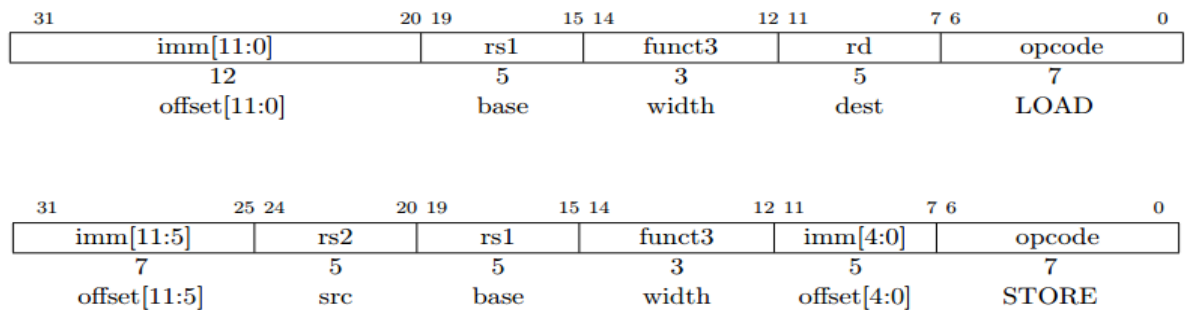 31 20 19 15 14 12 11 7 6 0
imm[11:0] rs1 funct3 rd opcode
12 5 3 5 7
offset[11:0] base width dest LOAD
31 25 24 20 19 15 14 12 11 7 6 0
imm[11:5] rs2 rs1 funct3 imm[4:0] opcode
7 5 5 3 5 7
offset[11:5] src base width offset[4:0] STORE